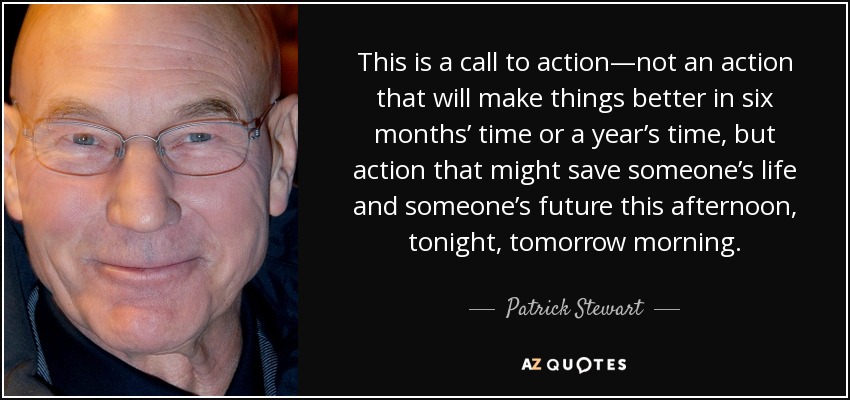 This is a call to action—not an action
that will make things better in six
months’ time or a year’s time, but
action that might save someone’s life
and someone’s future this afternoon,
tonight, tomorrow morning.
Patrick Stewart
AZ QUOTES